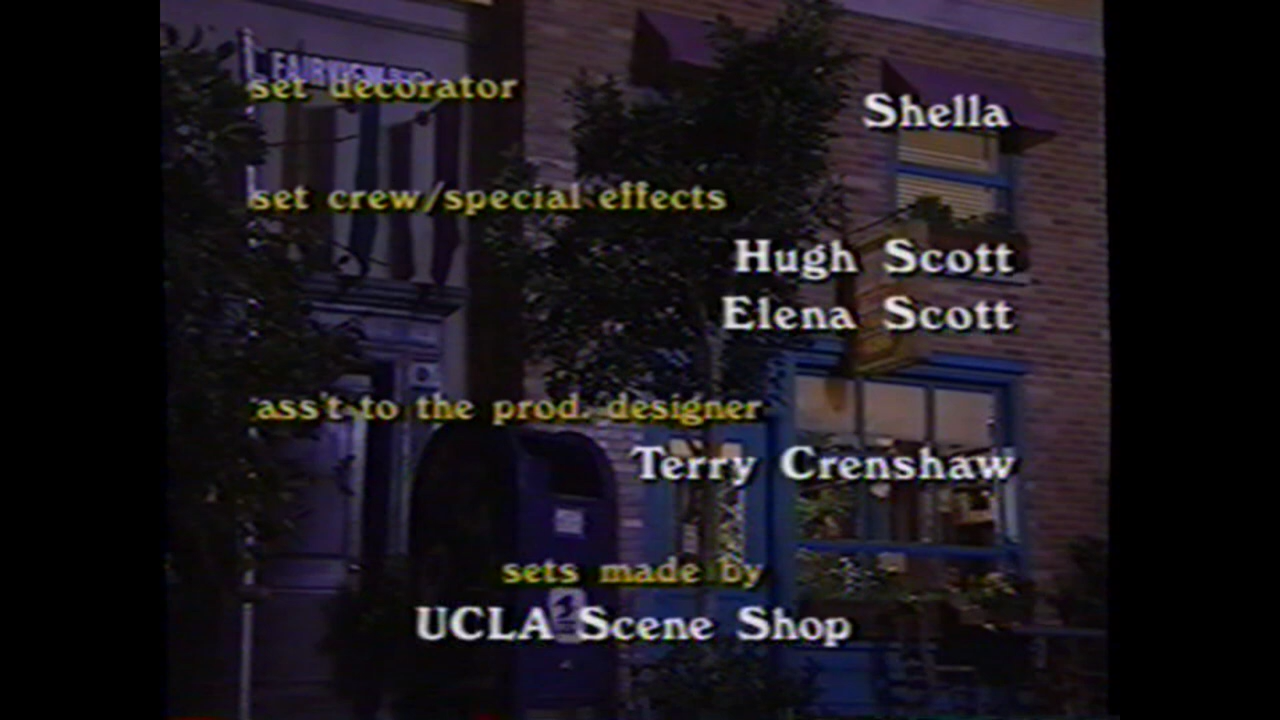 set decorator
Shella
set crew/special effects
Hugh Scott
Elena Scott
ass't to the prod. designer
Terry Crenshaw
sets made by
UCLA Scene Shop